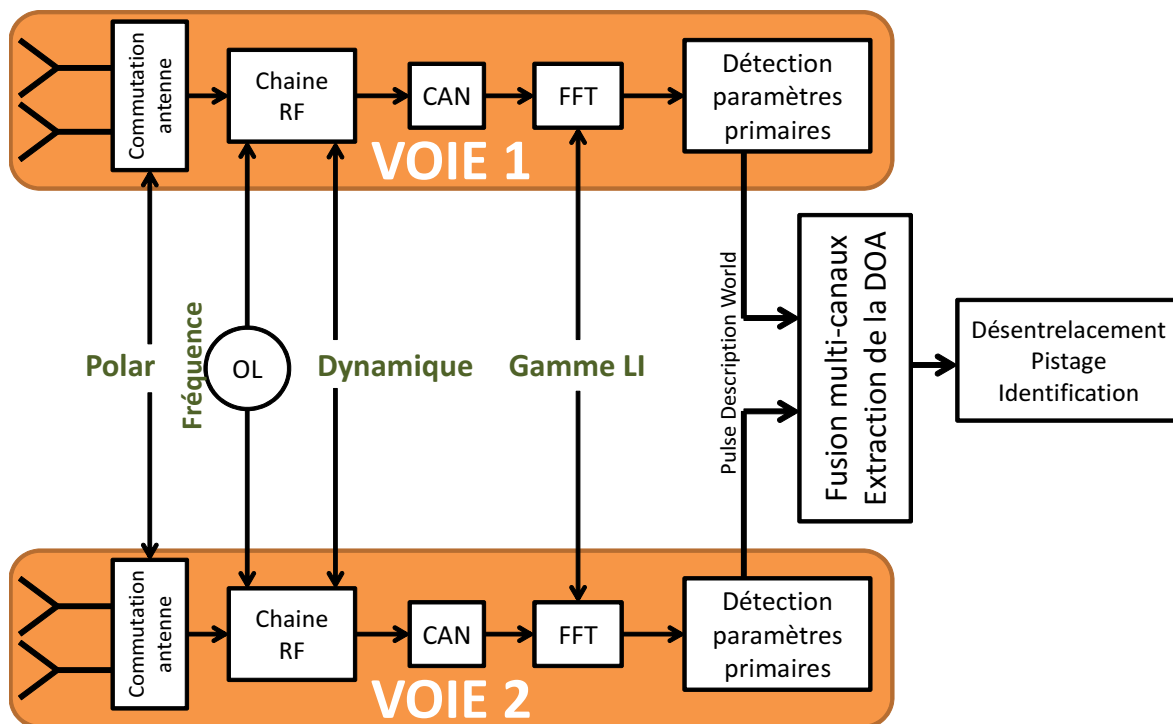 Commutation
antenne
Chaine
RF
CAN
FFT
Détection
paramètres
primaires
VOIE 1
Polar
Fréquence
OL
Dynamique
Gamme LI
Pulse Description World
Fusion multi-canaux
Extraction de la DOA
Désentrelacement
Pistage
Identification
Commutation
antenne
Chaine
RF
CAN
FFT
Détection
paramètres
primaires
VOIE 2